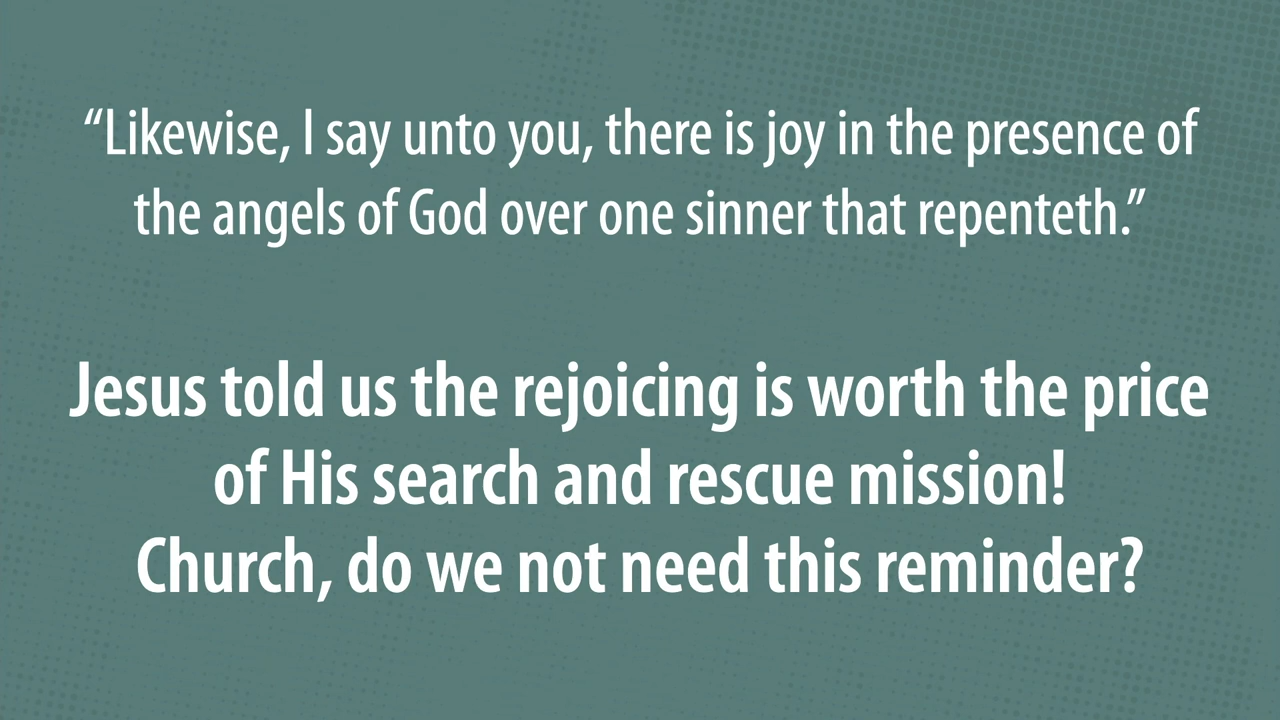 “Likewise, I say unto you, there is joy in the presence of
the angels of God over one sinner that repenteth.”
Jesus told us the rejoicing is worth the price
of His search and rescue mission!
Church, do we not need this reminder?